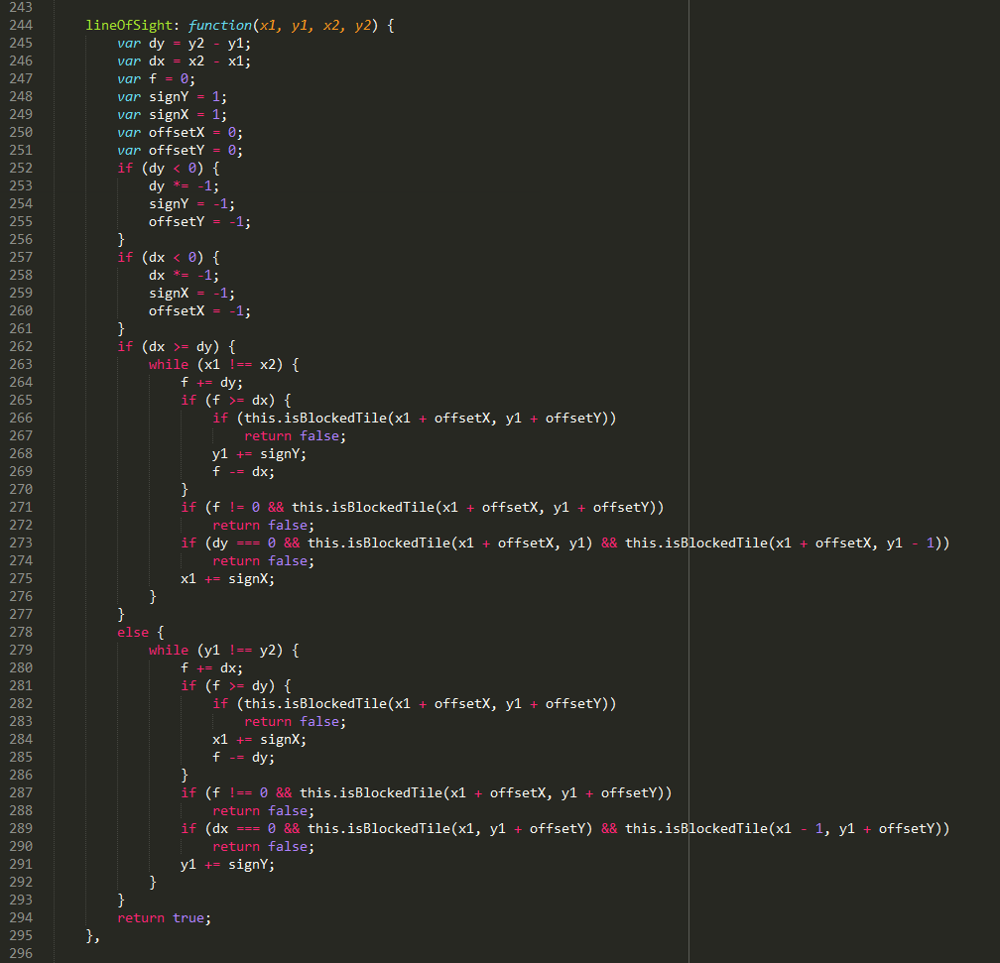 243
244 lineOfSight: function(x1, y1, x2, y2) {
245 var dy = y2 - y1;
246 var dx = x2 - x1;
247 var f = 0;
248 var signY = 1;
249 var signX = 1;
250 var offsetX = 0;
251 var offsetY = 0;
252 if (dy < 0) {
253 dy *= -1;
254 signY = -1;
255 offsetY = -1;
256 }
257 if (dx < 0) {
258 dx *= -1;
259 signX = -1;
260 offsetX = -1;
261 }
262 if (dx >= dy) {
263 while (x1 !== x2) {
264 f += dy;
265 if (f >= dx) {
266 if (this.isBlockedTile(x1 + offsetX, y1 + offsetY))
267 return false;
268 y1 += signY;
269 f -= dx;
270 }
271 if (f != 0 && this.isBlockedTile(x1 + offsetX, y1 + offsetY))
272 return false;
273 if (dy === 0 && this.isBlockedTile(x1 + offsetX, y1) && this.isBlockedTile(x1 + offsetX, y1 - 1))
274 return false;
275 x1 += signX;
276 }
277 }
278 else {
279 while (y1 !== y2) {
280 f += dx;
281 if (f >= dy) {
282 if (this.isBlockedTile(x1 + offsetX, y1 + offsetY))
283 return false;
284 x1 += signX;
285 f -= dy;
286 }
287 if (f !== 0 && this.isBlockedTile(x1 + offsetX, y1 + offsetY))
288 return false;
289 if (dx === 0 && this.isBlockedTile(x1, y1 + offsetY) && this.isBlockedTile(x1 - 1, y1 + offsetY))
290 return false;
291 y1 += signY;
292 }
293 }
294 return true;
295 },
296